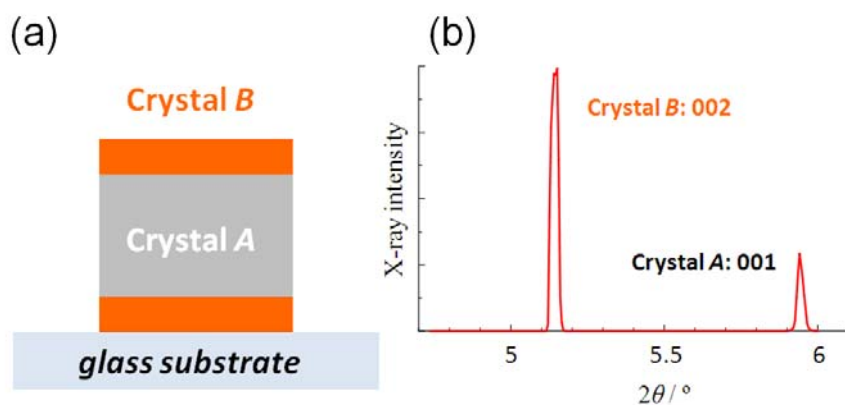 (a)
Crystal B
Crystal A
glass substrate
(b)
X-ray intensity
Crystal B: 002
Crystal A: 001
5 5.5 6
2θ / °